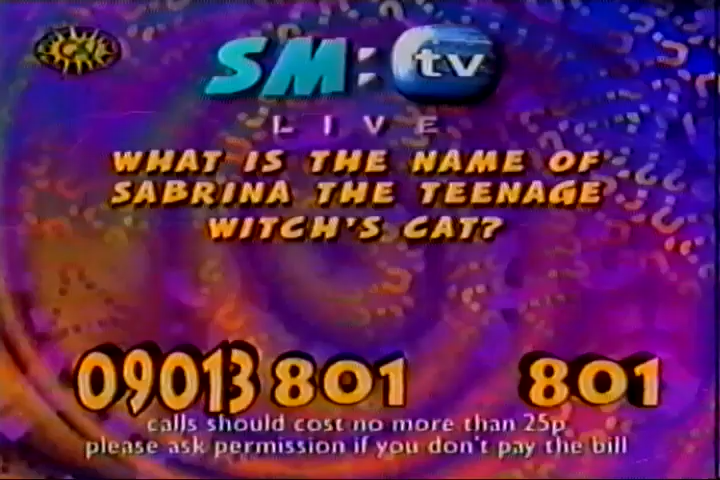 SM:tv
LIVE
WHAT IS THE NAME OF
SABRINA THE TEENAGE
WITCH'S CAT?
09013 801 801
calls should cost no more than 25p
please ask permission if you don't pay the bill